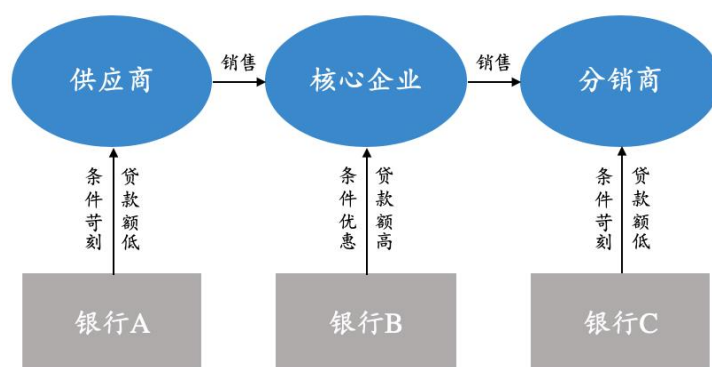 供应商
销售
核心企业
销售
分销商
条件苛刻
贷款额低
条件优惠
贷款额高
条件苛刻
贷款额低
银行A
银行B
银行C